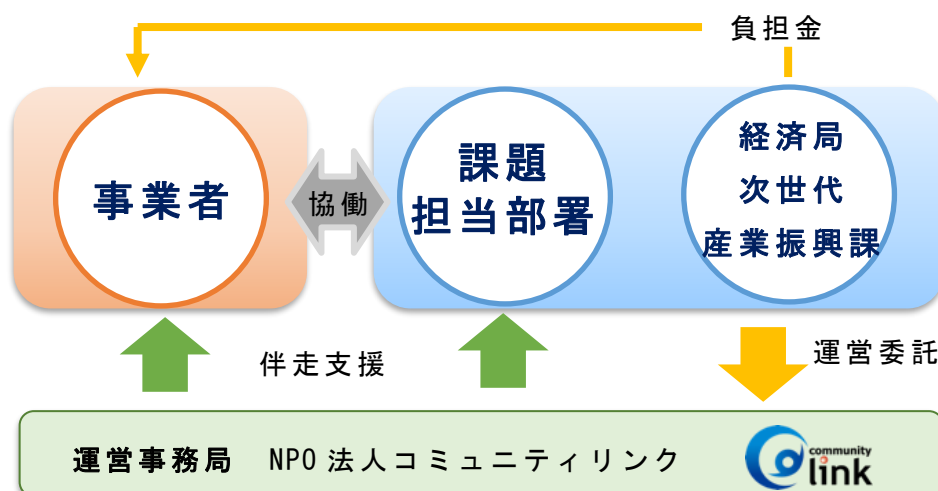 負担金
事業者
協働
課題
担当部署
経済局
次世代
産業振興課
伴走支援
運営委託
運営事務局 NPO法人コミュニティリンク
community
link